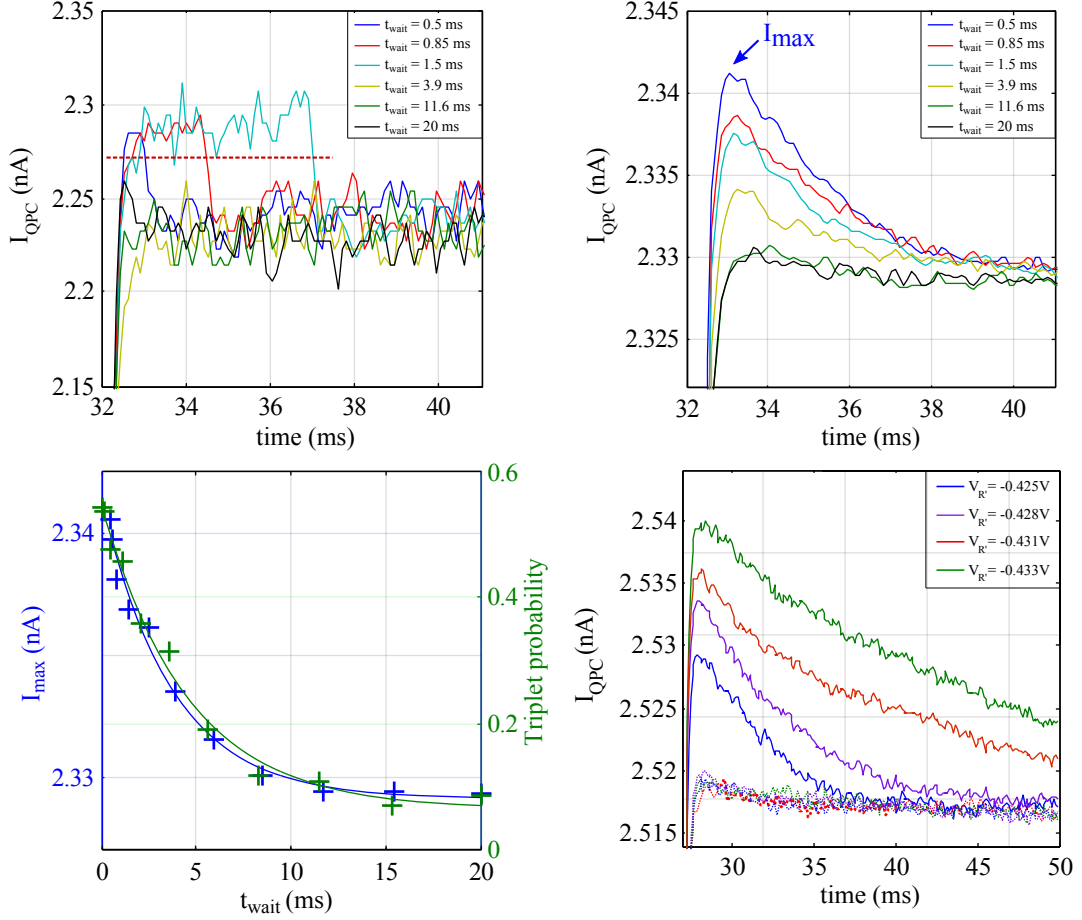 2.35
2.3
2.25
2.2
2.15
32 34 36 38 40
time (ms)
I_QPC (nA)
t_wait = 0.5 ms
t_wait = 0.85 ms
t_wait = 1.5 ms
t_wait = 3.9 ms
t_wait = 11.6 ms
t_wait = 20 ms
2.345
2.34
2.335
2.33
2.325
32 34 36 38 40
time (ms)
I_QPC (nA)
I_max
t_wait = 0.5 ms
t_wait = 0.85 ms
t_wait = 1.5 ms
t_wait = 3.9 ms
t_wait = 11.6 ms
t_wait = 20 ms
2.34
2.33
I_max (nA)
0.6
0.4
0.2
0
Triplet probability
0 5 10 15 20
t_wait (ms)
2.54
2.535
2.53
2.525
2.52
2.515
I_QPC (nA)
30 35 40 45 50
time (ms)
V_R' = -0.425V
V_R' = -0.428V
V_R' = -0.431V
V_R' = -0.433V